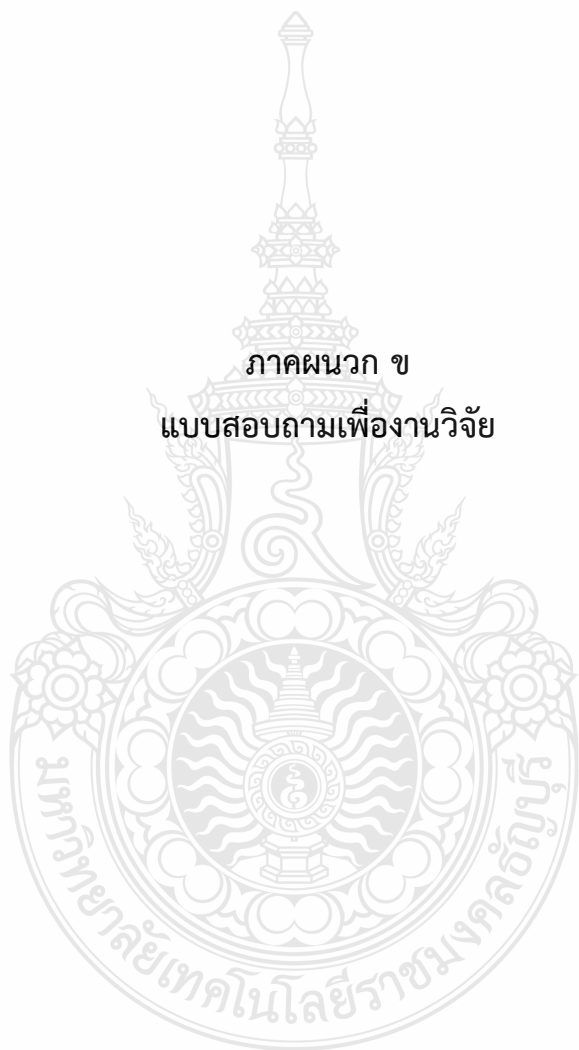 ภาคผนวก ข
แบบสอบถามเพื่องานวิจัย
มหาวิทยาลัยเทคโนโลยีราชมงคลธัญบุรี